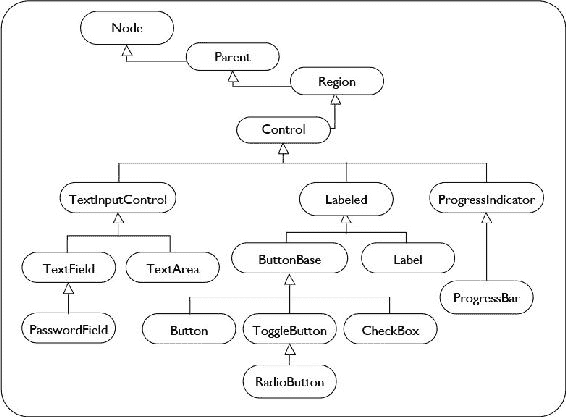 Node
Parent
Region
Control
TextInputControl
Labeled
ProgressIndicator
TextField
TextArea
ButtonBase
Label
ProgressBar
PasswordField
Button
ToggleButton
CheckBox
RadioButton